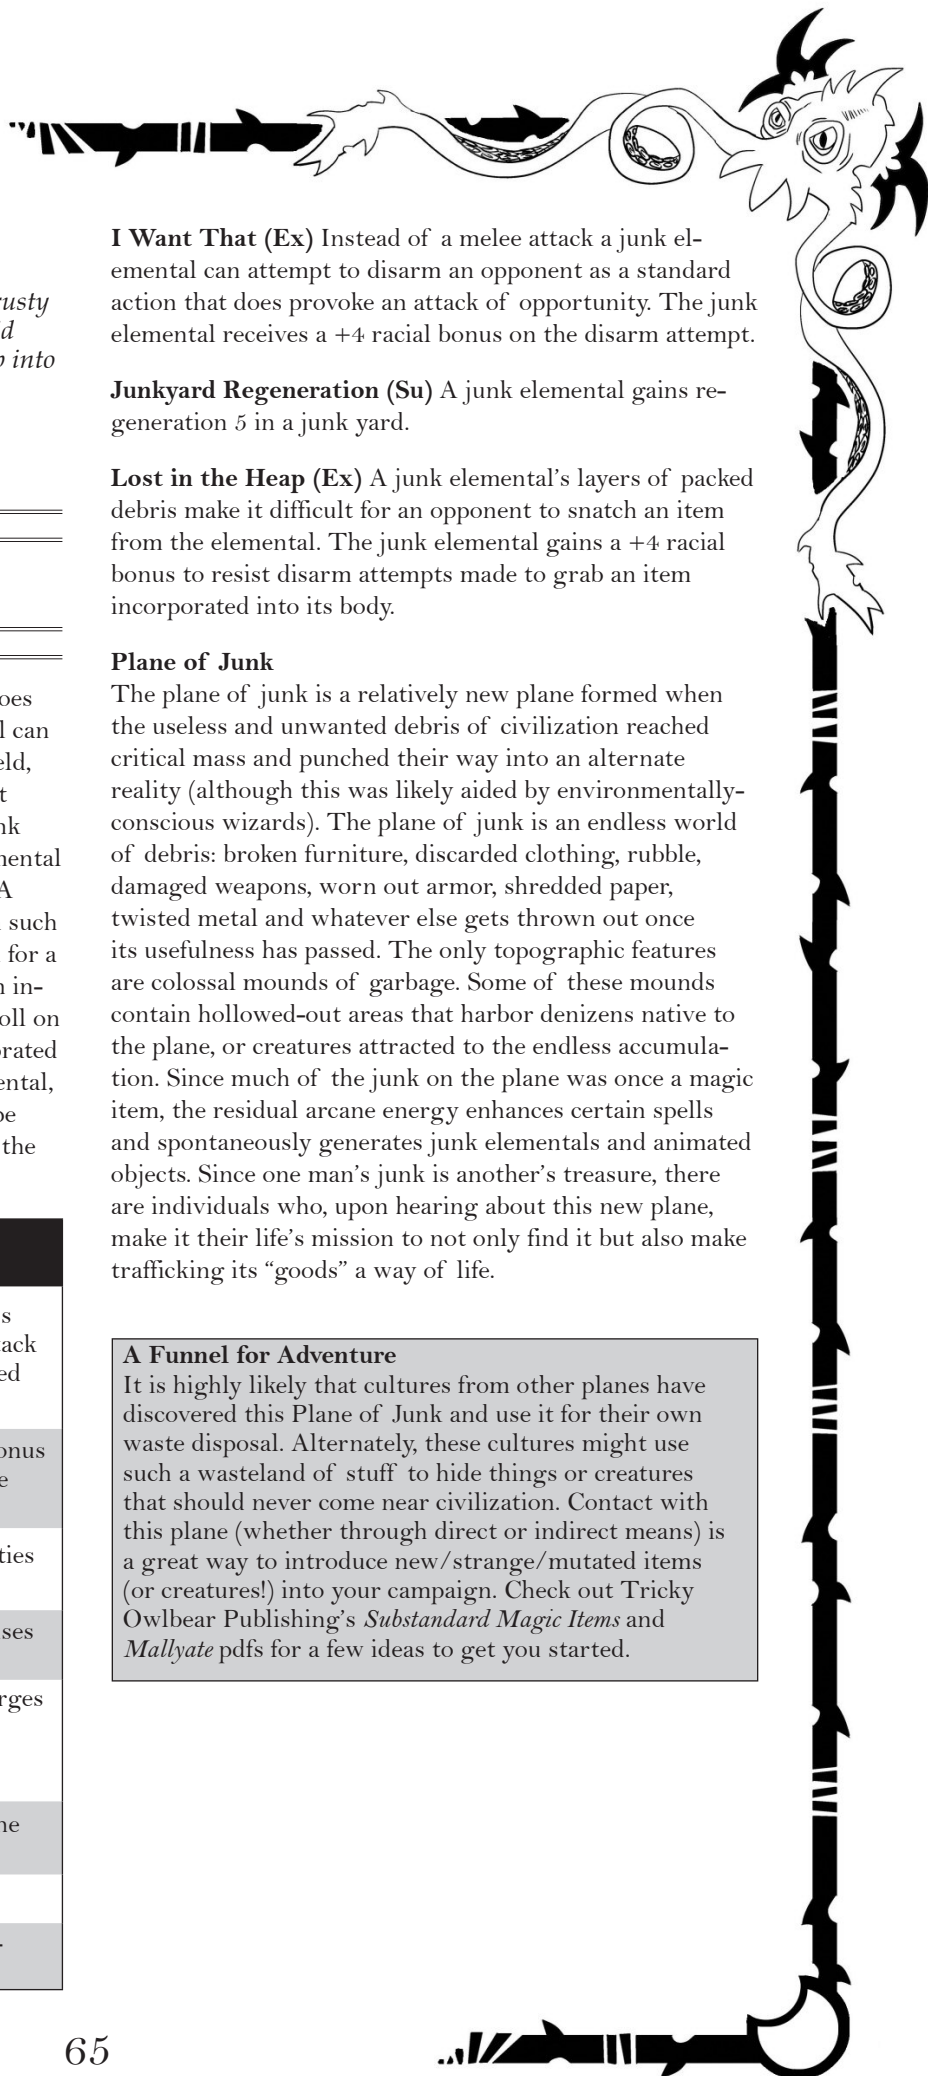 rusty
into
can
A
such
for a
in-
on
the
I Want That (Ex) Instead of a melee attack a junk el-
emental can attempt to disarm an opponent as a standard
action that does provoke an attack of opportunity. The junk
elemental receives a +4 racial bonus on the disarm attempt.
Junkyard Regeneration (Su) A junk elemental gains re-
generation 5 in a junk yard.
Lost in the Heap (Ex) A junk elemental’s layers of packed
debris make it difficult for an opponent to snatch an item
from the elemental. The junk elemental gains a +4 racial
bonus to resist disarm attempts made to grab an item
incorporated into its body.
Plane of Junk
The plane of junk is a relatively new plane formed when
the useless and unwanted debris of civilization reached
critical mass and punched their way into an alternate
reality (although this was likely aided by environmentally-
conscious wizards). The plane of junk is an endless world
of debris: broken furniture, discarded clothing, rubble,
damaged weapons, worn out armor, shredded paper,
twisted metal and whatever else gets thrown out once
its usefulness has passed. The only topographic features
are colossal mounds of garbage. Some of these mounds
contain hollowed-out areas that harbor denizens native to
the plane, or creatures attracted to the endless accumula-
tion. Since much of the junk on the plane was once a magic
item, the residual arcane energy enhances certain spells
and spontaneously generates junk elementals and animated
objects. Since one man’s junk is another’s treasure, there
are individuals who, upon hearing about this new plane,
make it their life’s mission to not only find it but also make
trafficking its “goods” a way of life.
A Funnel for Adventure
It is highly likely that cultures from other planes have
discovered this Plane of Junk and use it for their own
waste disposal. Alternately, these cultures might use
such a wasteland of stuff to hide things or creatures
that should never come near civilization. Contact with
this plane (whether through direct or indirect means) is
a great way to introduce new/strange/mutated items
(or creatures!) into your campaign. Check out Tricky
Owlbear Publishing’s Substandard Magic Items and
Mallyate pdfs for a few ideas to get you started.
65